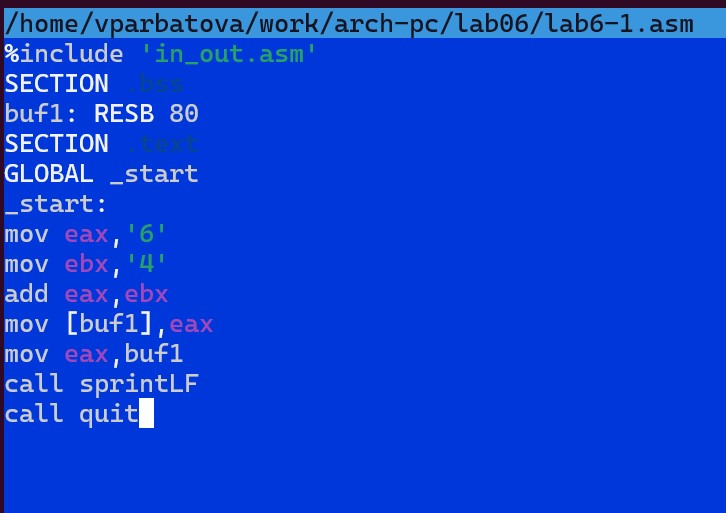 /home/vparbatova/work/arch-pc/lab06/lab6-1.asm
%include 'in_out.asm'
SECTION .bss
buf1: RESB 80
SECTION .text
GLOBAL _start
_start:
mov eax,'6'
mov ebx,'4'
add eax,ebx
mov [buf1],eax
mov eax,buf1
call sprintLF
call quit